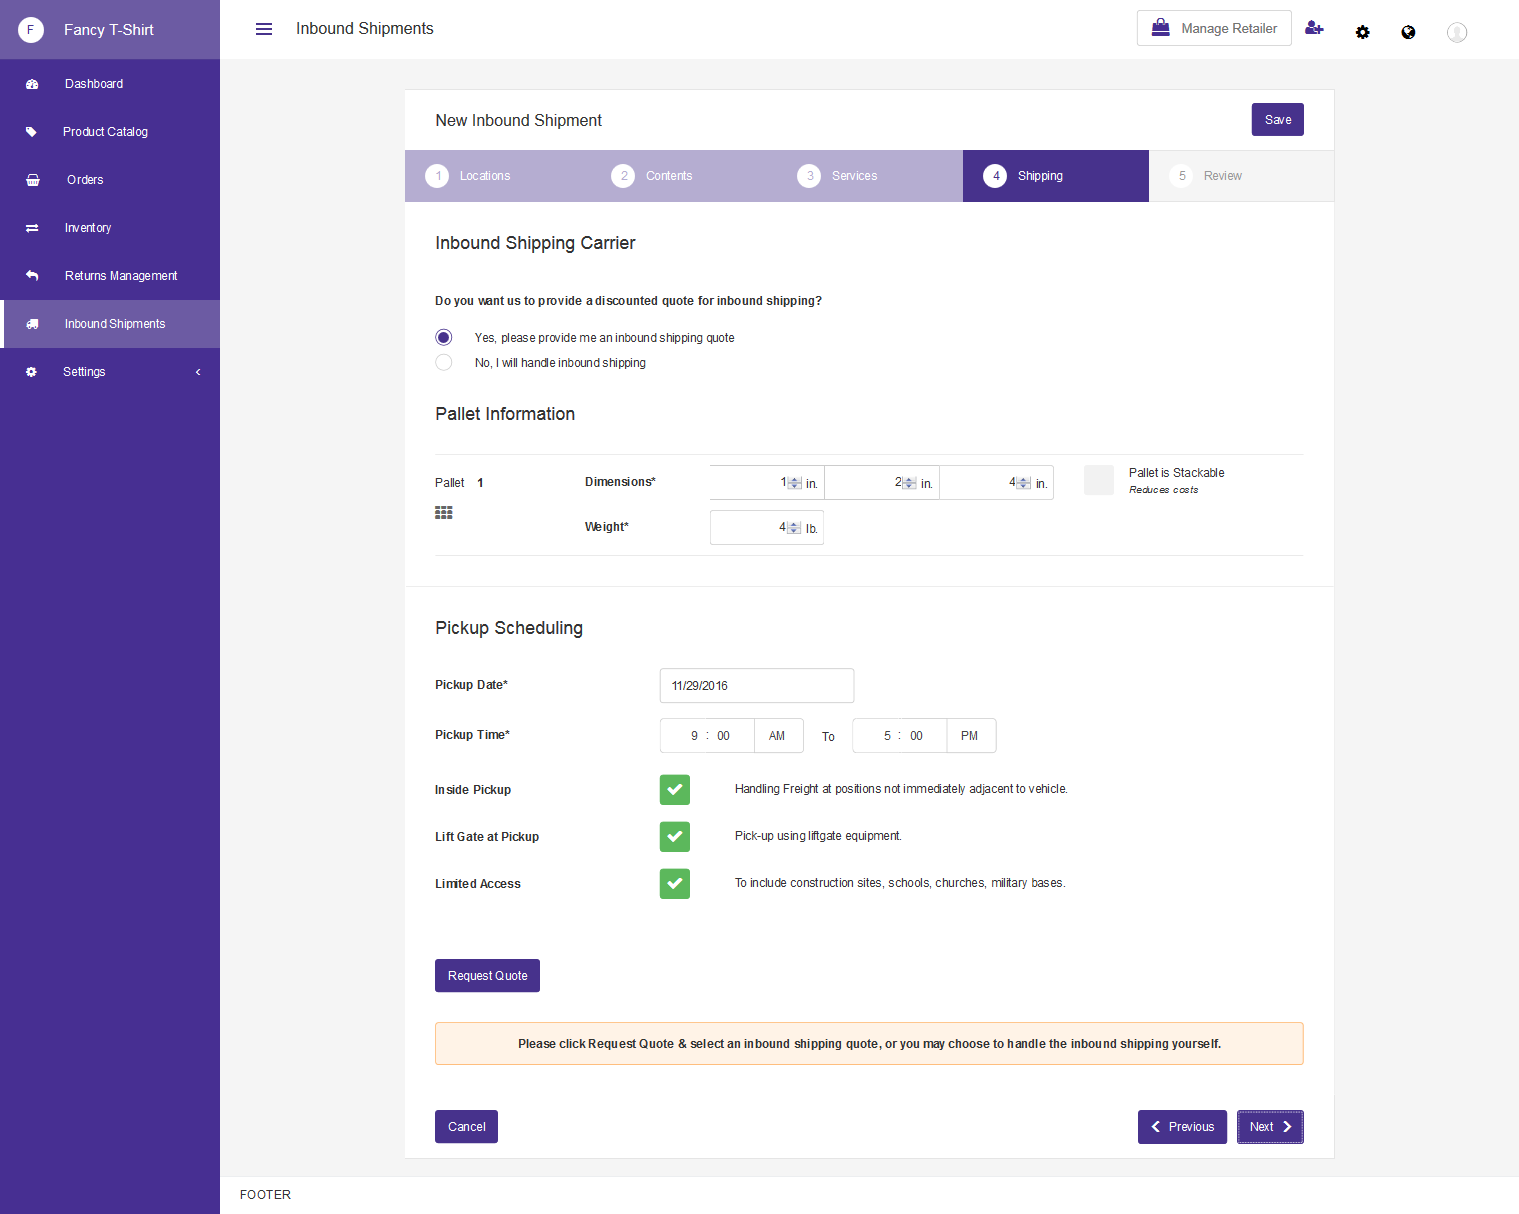 F Fancy T-Shirt
Inbound Shipments
Manage Retailer
Dashboard
Product Catalog
Orders
Inventory
Returns Management
Inbound Shipments
Settings
New Inbound Shipment
Save
1 Locations
2 Contents
3 Services
4 Shipping
5 Review
Inbound Shipping Carrier
Do you want us to provide a discounted quote for inbound shipping?
Yes, please provide me an inbound shipping quote
No, I will handle inbound shipping
Pallet Information
Pallet 1
Dimensions* 1 in. 2 in. 4 in.
Pallet is Stackable
Reduces costs
Weight* 4 lb.
Pickup Scheduling
Pickup Date* 11/29/2016
Pickup Time* 9 : 00 AM To 5 : 00 PM
Inside Pickup Handling Freight at positions not immediately adjacent to vehicle.
Lift Gate at Pickup Pick-up using liftgate equipment.
Limited Access To include construction sites, schools, churches, military bases.
Request Quote
Please click Request Quote & select an inbound shipping quote, or you may choose to handle the inbound shipping yourself.
Cancel
Previous
Next
FOOTER